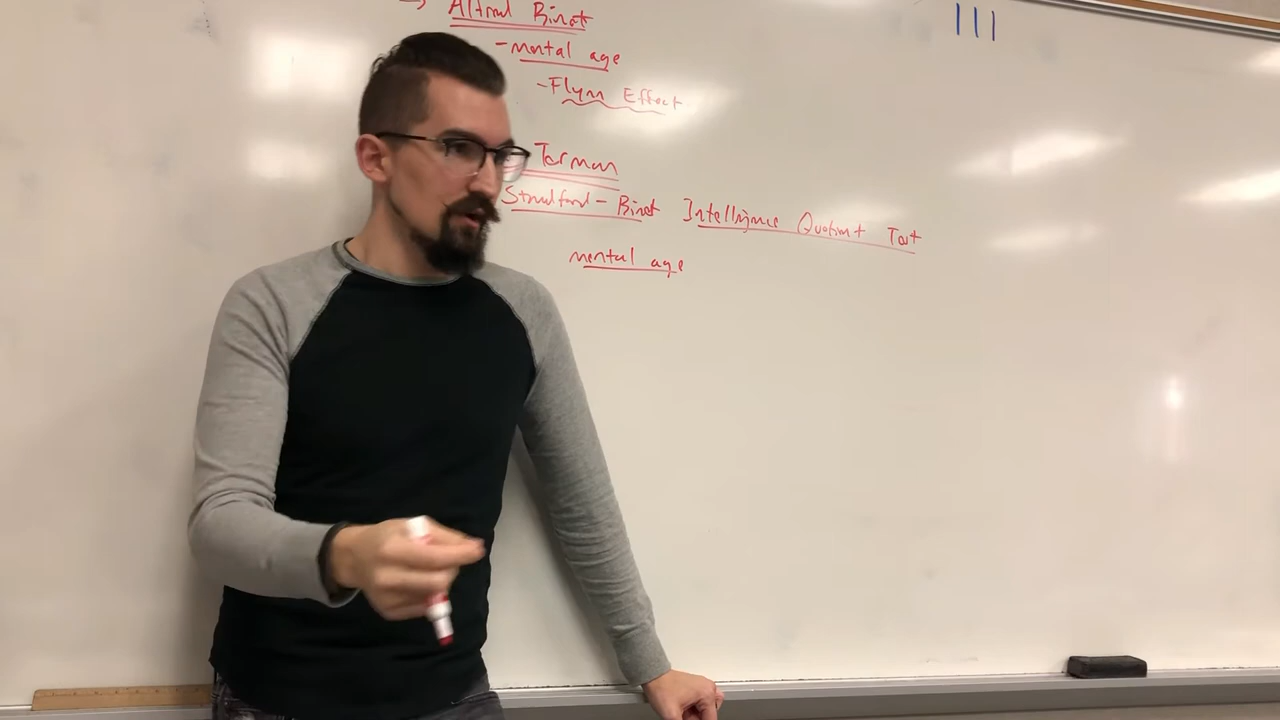 → Alfred Binet
- mental age
- Flynn Effect
Terman
Stanford - Binet Intelligence Quotient Test
mental age
|||